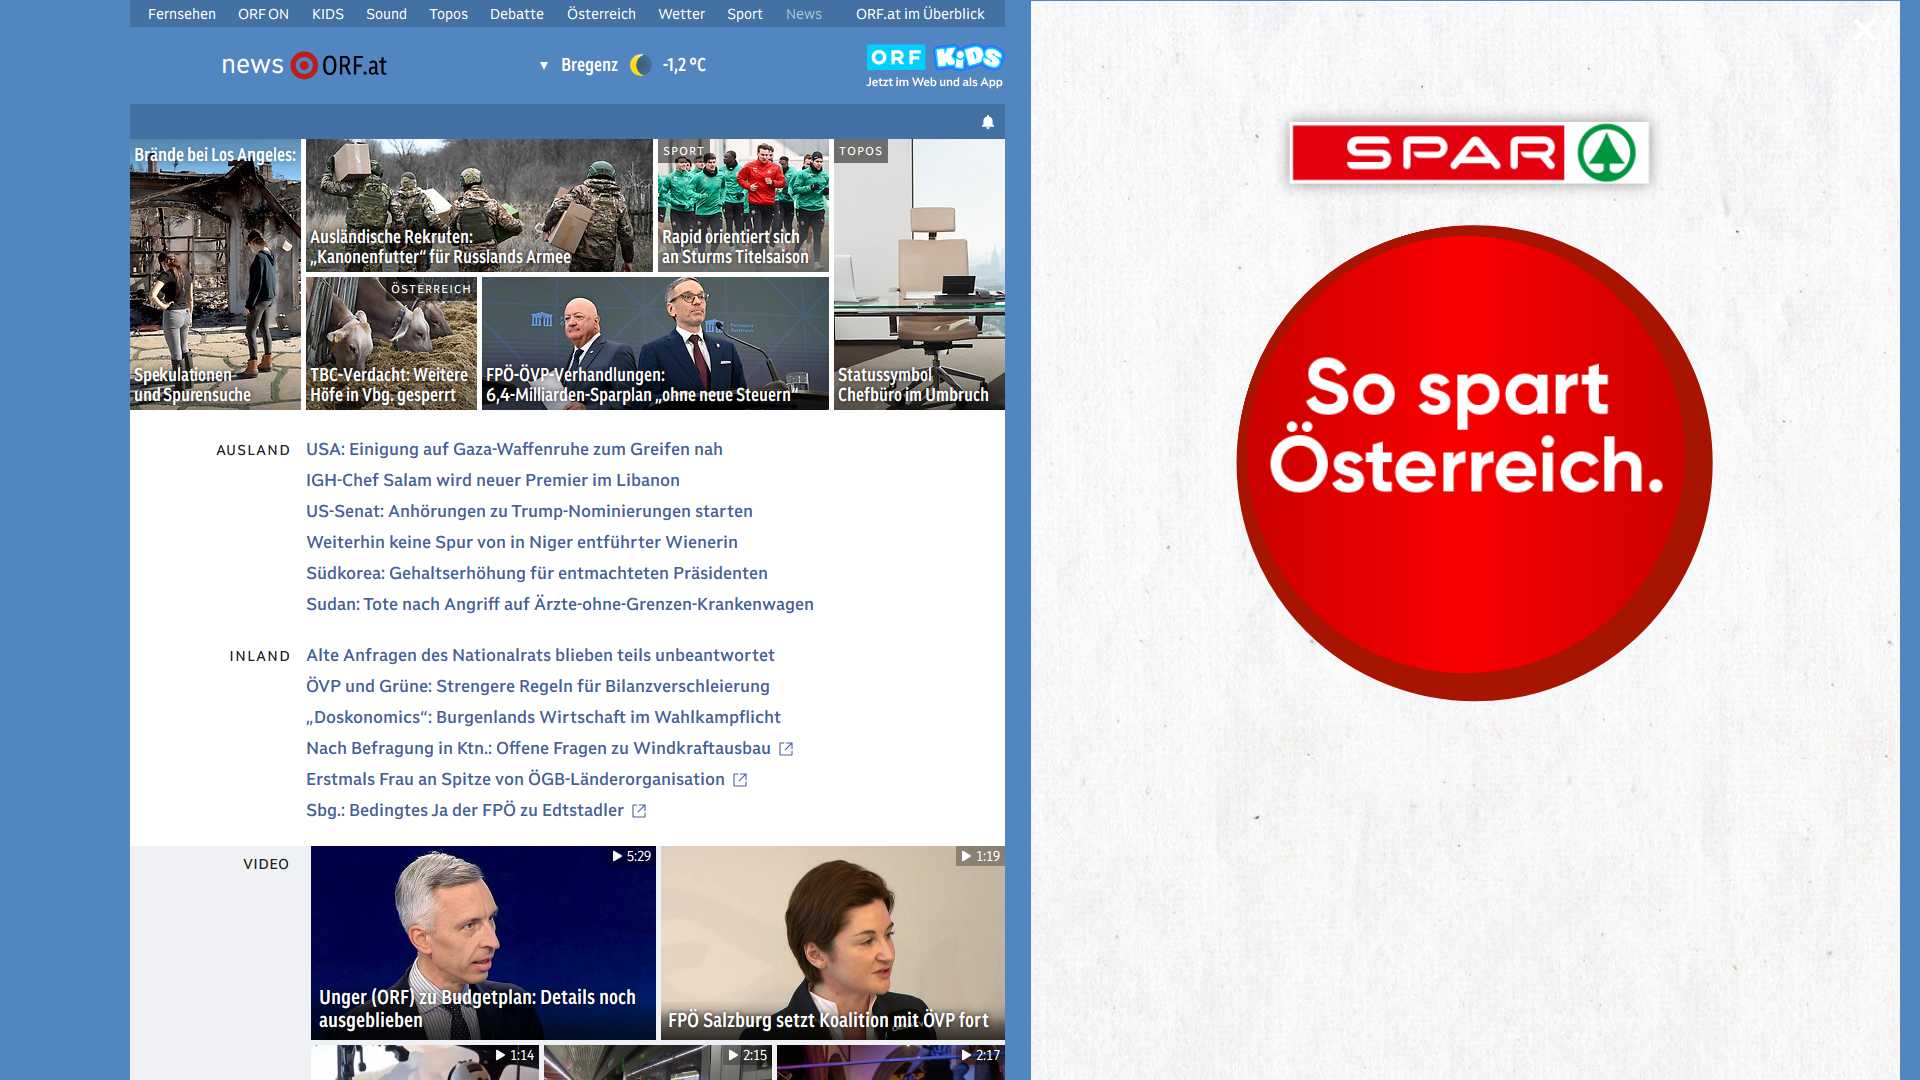 Fernsehen ORF ON KIDS Sound Topos Debatte Österreich Wetter Sport News ORF.at im Überblick
news ORF.at
Bregenz -1,2 °C
ORF KiDS
Jetzt im Web und als App
Brände bei Los Angeles:
Spekulationen
und Spurensuche
Ausländische Rekruten:
„Kanonenfutter“ für Russlands Armee
SPORT
Rapid orientiert sich
an Sturms Titelsaison
TOPOS
Statussymbol
Chefbüro im Umbruch
ÖSTERREICH
TBC-Verdacht: Weitere
Höfe in Vbg. gesperrt
FPÖ-ÖVP-Verhandlungen:
6,4-Milliarden-Sparplan „ohne neue Steuern“
AUSLAND
USA: Einigung auf Gaza-Waffenruhe zum Greifen nah
IGH-Chef Salam wird neuer Premier im Libanon
US-Senat: Anhörungen zu Trump-Nominierungen starten
Weiterhin keine Spur von in Niger entführter Wienerin
Südkorea: Gehaltserhöhung für entmachteten Präsidenten
Sudan: Tote nach Angriff auf Ärzte-ohne-Grenzen-Krankenwagen
INLAND
Alte Anfragen des Nationalrats blieben teils unbeantwortet
ÖVP und Grüne: Strengere Regeln für Bilanzverschleierung
„Doskonomics“: Burgenlands Wirtschaft im Wahlkampflicht
Nach Befragung in Ktn.: Offene Fragen zu Windkraftausbau
Erstmals Frau an Spitze von ÖGB-Länderorganisation
Sbg.: Bedingtes Ja der FPÖ zu Edtstadler
VIDEO
5:29
Unger (ORF) zu Budgetplan: Details noch
ausgeblieben
1:19
FPÖ Salzburg setzt Koalition mit ÖVP fort
1:14
2:15
2:17
SPAR
So spart
Österreich.